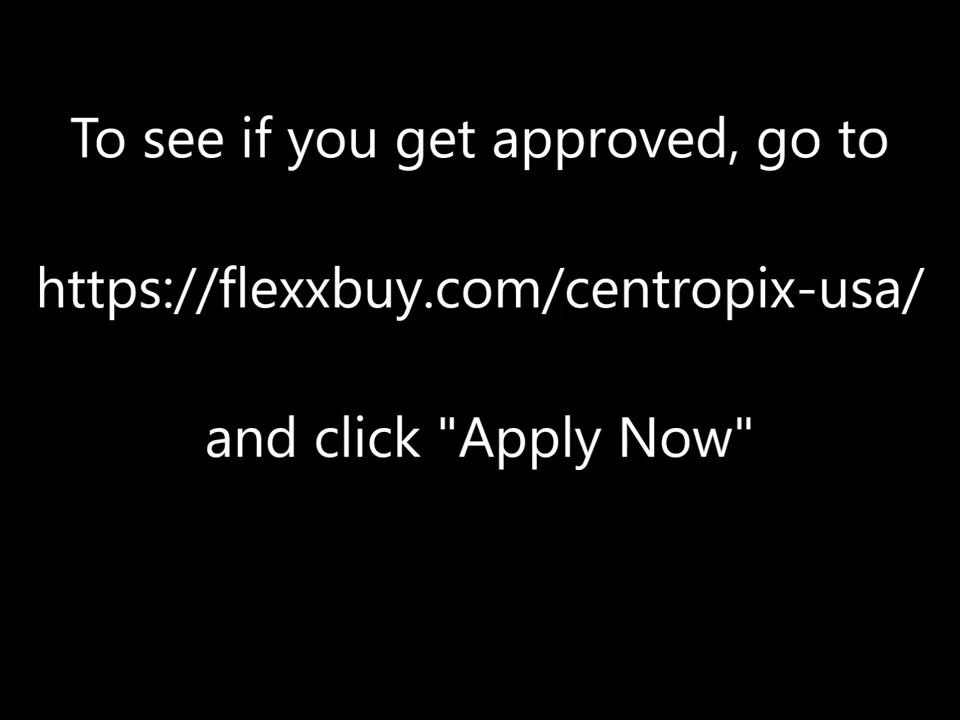 To see if you get approved, go to
https://flexxbuy.com/centropix-usa/
and click "Apply Now"